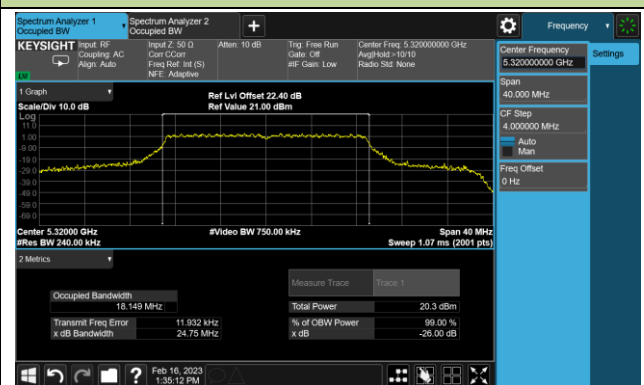 Spectrum Analyzer 1
Occupied BW
Spectrum Analyzer 2
Occupied BW
+
Frequency
KEYSIGHT
Input: RF
Coupling: AC
Align: Auto
Input Z: 50 Ω
Corr CCorr
Freq Ref: Int (S)
NFE: Adaptive
Atten: 10 dB
Trig: Free Run
Gate: Off
#IF Gain: Low
Center Freq: 5.320000000 GHz
Avg|Hold:>10/10
Radio Std: None
LXI
Center Frequency
5.320000000 GHz
Settings
Span
40.000 MHz
CF Step
4.000000 MHz
Auto
Man
Freq Offset
0 Hz
1 Graph
Scale/Div 10.0 dB
Ref Lvl Offset 22.40 dB
Ref Value 21.00 dBm
Log
11.0
1.00
-9.00
-19.0
-29.0
-39.0
-49.0
-59.0
-69.0
Center 5.32000 GHz
#Res BW 240.00 kHz
#Video BW 750.00 kHz
Span 40 MHz
Sweep 1.07 ms (2001 pts)
2 Metrics
Measure Trace
Trace 1
Occupied Bandwidth
18.149 MHz
Total Power
20.3 dBm
Transmit Freq Error
11.932 kHz
% of OBW Power
99.00 %
x dB Bandwidth
24.75 MHz
x dB
-26.00 dB
?
Feb 16, 2023
1:35:12 PM